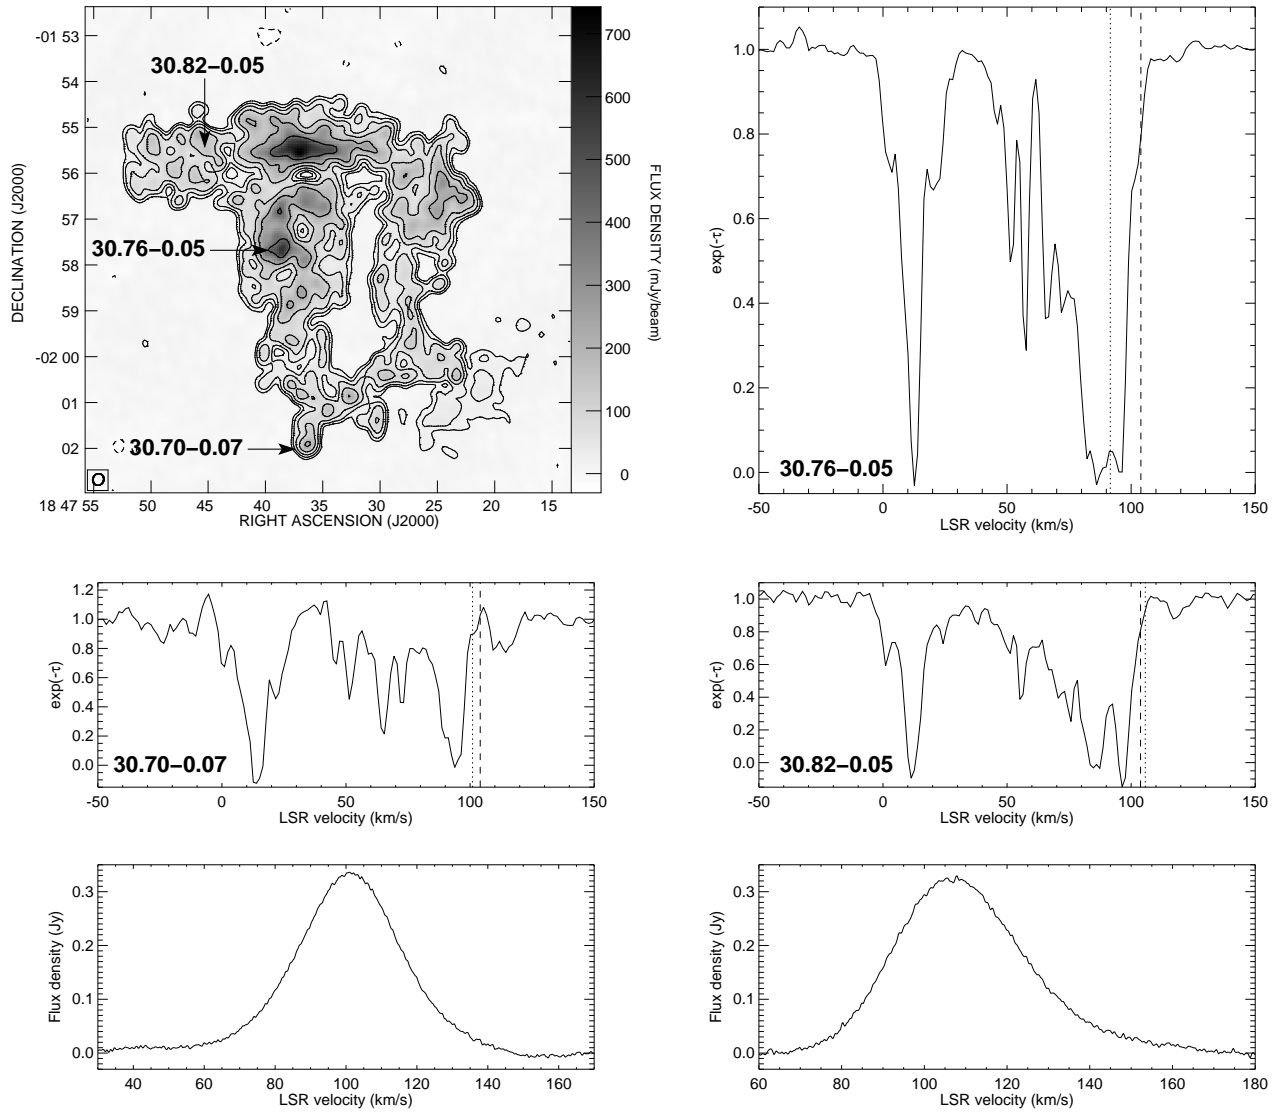 -01 53
54
55
56
57
58
59
-02 00
01
02
DECLINATION (J2000)
30.82−0.05
30.76−0.05
30.70−0.07
18 47 55 50 45 40 35 30 25 20 15
RIGHT ASCENSION (J2000)
700
600
500
400
300
200
100
0
FLUX DENSITY (mJy/beam)
1.0
0.8
0.6
0.4
0.2
0.0
exp(-τ)
30.76−0.05
-50 0 50 100 150
LSR velocity (km/s)
1.2
1.0
0.8
0.6
0.4
0.2
0.0
exp(-τ)
30.70−0.07
-50 0 50 100 150
LSR velocity (km/s)
1.0
0.8
0.6
0.4
0.2
0.0
exp(-τ)
30.82−0.05
-50 0 50 100 150
LSR velocity (km/s)
0.3
0.2
0.1
0.0
Flux density (Jy)
40 60 80 100 120 140 160
LSR velocity (km/s)
0.3
0.2
0.1
0.0
Flux density (Jy)
60 80 100 120 140 160 180
LSR velocity (km/s)